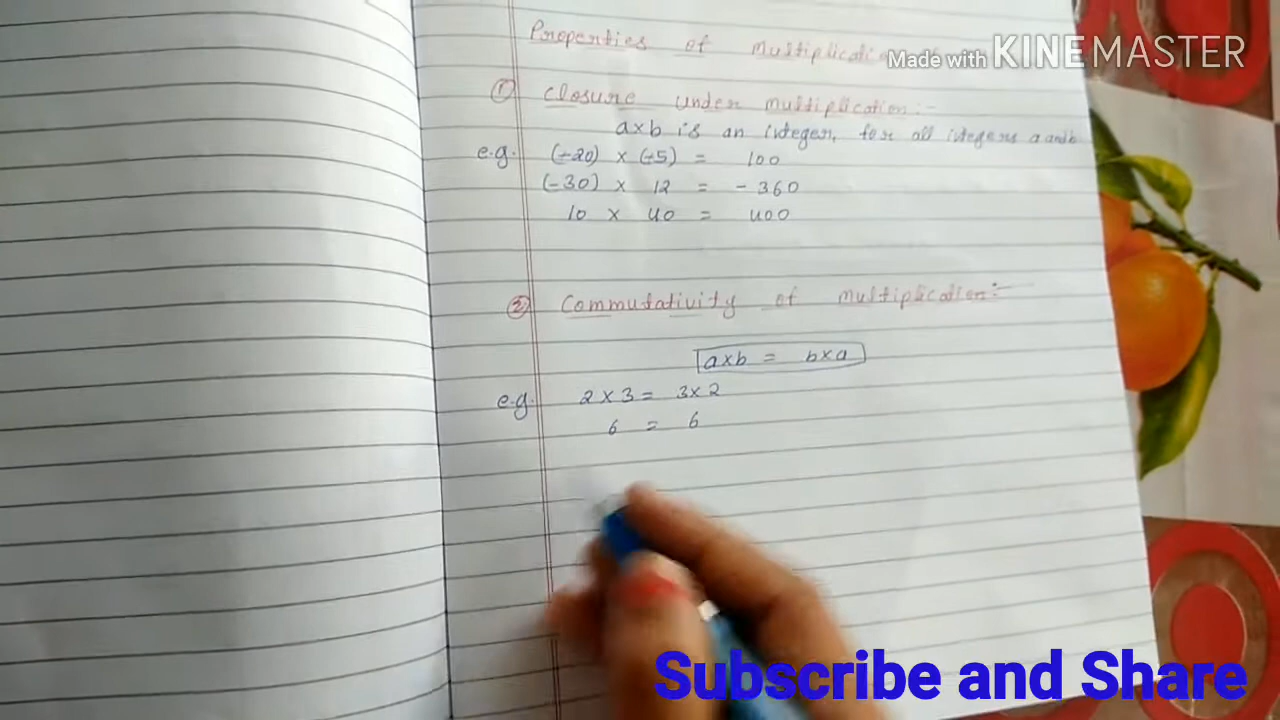 Properties of Multiplication
Made with KINEMASTER
① Closure under multiplication:-
a×b is an integer, for all integers a and b
e.g. (-20) × (-5) = 100
(-30) × 12 = -360
10 × 40 = 400
② Commutativity of multiplication:-
a×b = b×a
e.g. 2×3 = 3×2
6 = 6
Subscribe and Share